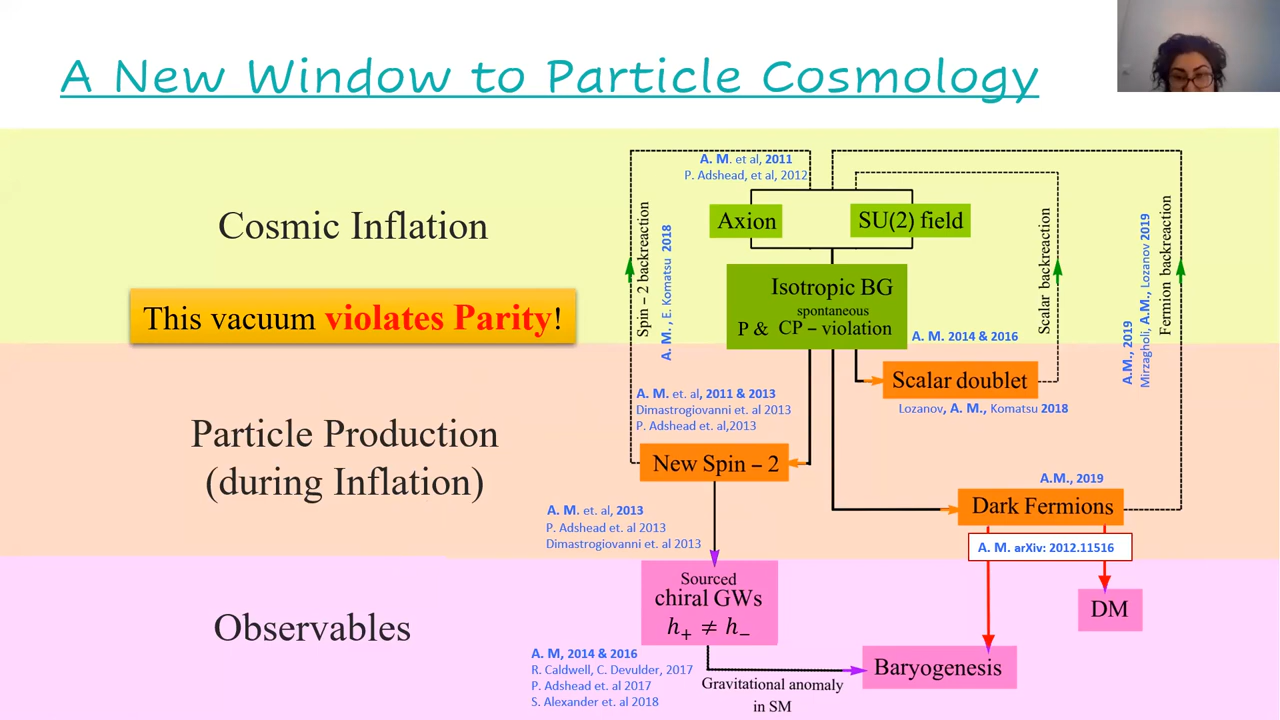 A New Window to Particle Cosmology
Cosmic Inflation
This vacuum violates Parity!
Particle Production
(during Inflation)
Observables
A. M. et al, 2011
P. Adshead, et al, 2012
Axion
SU(2) field
Isotropic BG
spontaneous
P & CP – violation
Spin – 2 backreaction
A. M., E. Komatsu 2018
Scalar backreaction
A.M., 2019
Mirzagholi, A.M., Lozanov 2019
Fermion backreaction
A. M. 2014 & 2016
Scalar doublet
Lozanov, A. M., Komatsu 2018
A. M. et. al, 2011 & 2013
Dimastrogiovanni et. al 2013
P. Adshead et. al,2013
New Spin – 2
A.M., 2019
Dark Fermions
A. M. arXiv: 2012.11516
A. M. et. al, 2013
P. Adshead et. al 2013
Dimastrogiovanni et. al 2013
Sourced
chiral GWs
h₊ ≠ h₋
DM
A. M, 2014 & 2016
R. Caldwell, C. Devulder, 2017
P. Adshead et. al 2017
S. Alexander et. al 2018
Gravitational anomaly
in SM
Baryogenesis